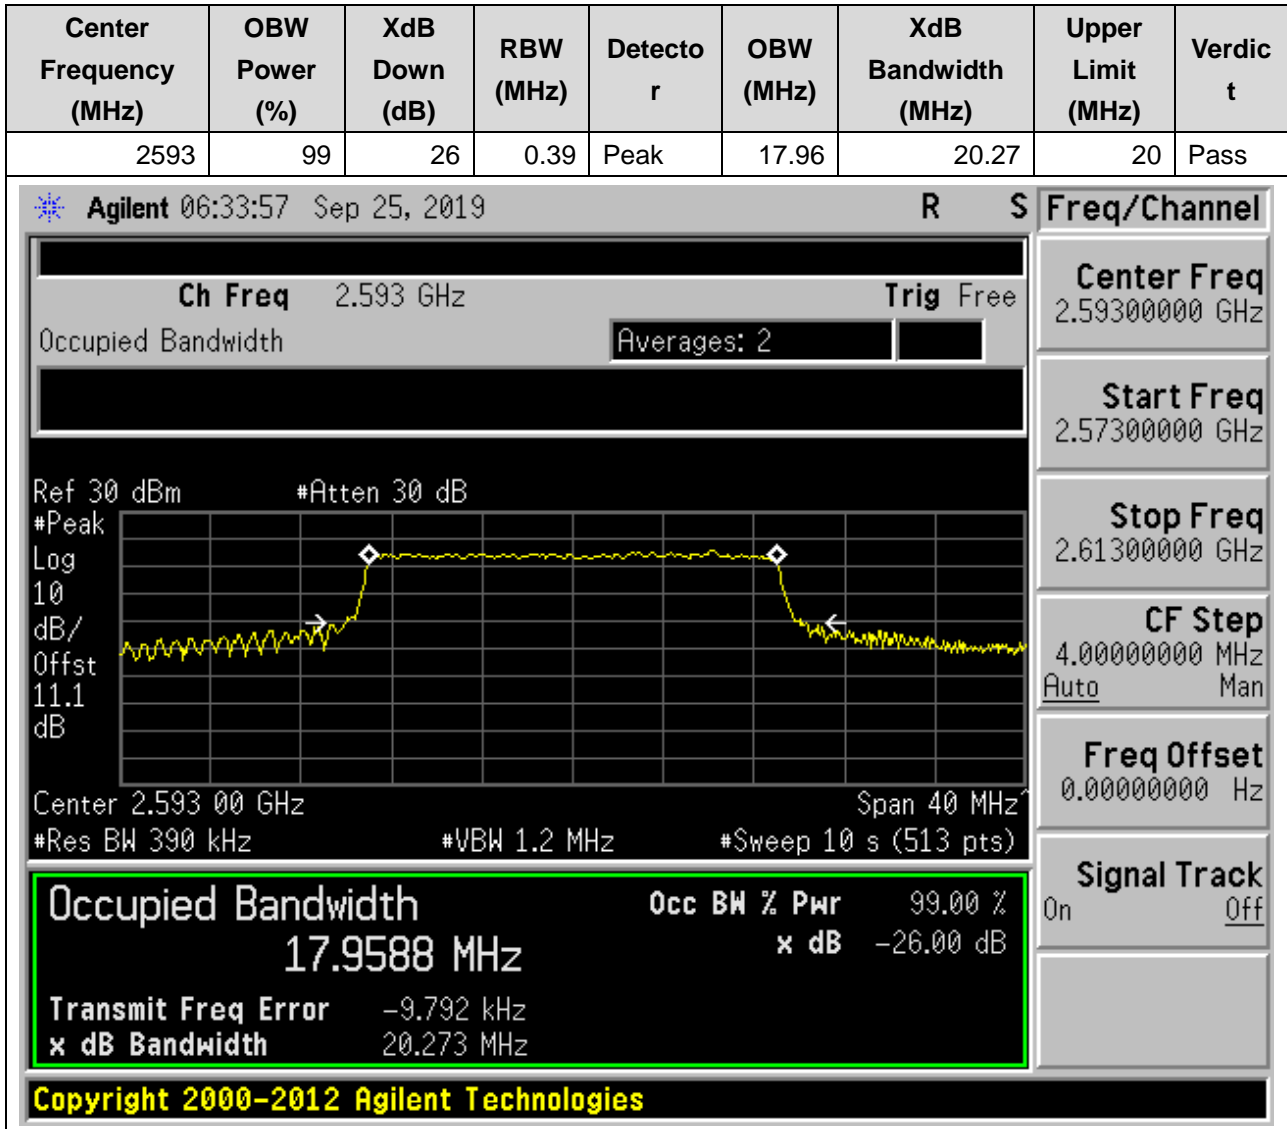 Center Frequency (MHz) OBW Power (%) XdB Down (dB) RBW (MHz) Detecto r OBW (MHz) XdB Bandwidth (MHz) Upper Limit (MHz) Verdic t
2593 99 26 0.39 Peak 17.96 20.27 20 Pass
Agilent 06:33:57 Sep 25, 2019 R S
Ch Freq 2.593 GHz Trig Free
Occupied Bandwidth Averages: 2
Ref 30 dBm #Atten 30 dB
#Peak
Log
10
dB/
Offst
11.1
dB
Center 2.593 00 GHz Span 40 MHz^
#Res BW 390 kHz #VBW 1.2 MHz #Sweep 10 s (513 pts)
Occupied Bandwidth Occ BW % Pwr 99.00 %
17.9588 MHz x dB -26.00 dB
Transmit Freq Error -9.792 kHz
x dB Bandwidth 20.273 MHz
Copyright 2000-2012 Agilent Technologies
Freq/Channel
Center Freq
2.59300000 GHz
Start Freq
2.57300000 GHz
Stop Freq
2.61300000 GHz
CF Step
4.00000000 MHz
Auto Man
Freq Offset
0.00000000 Hz
Signal Track
On Off